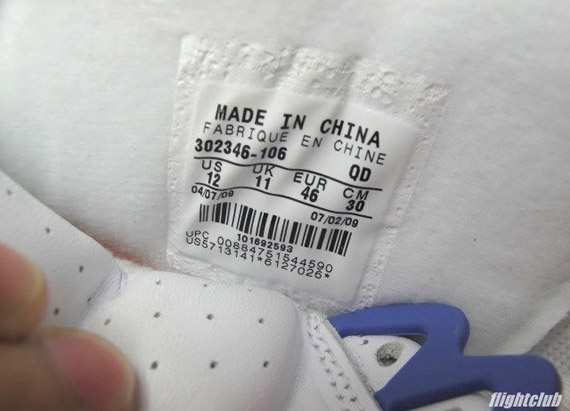 MADE IN CHINA
FABRIQUE EN CHINE
302346-106 QD
US UK EUR CM
12 11 46 30
04/07/09 07/02/09
101692593
UPC 00884751544590
US5713141*6127026*
flightclub